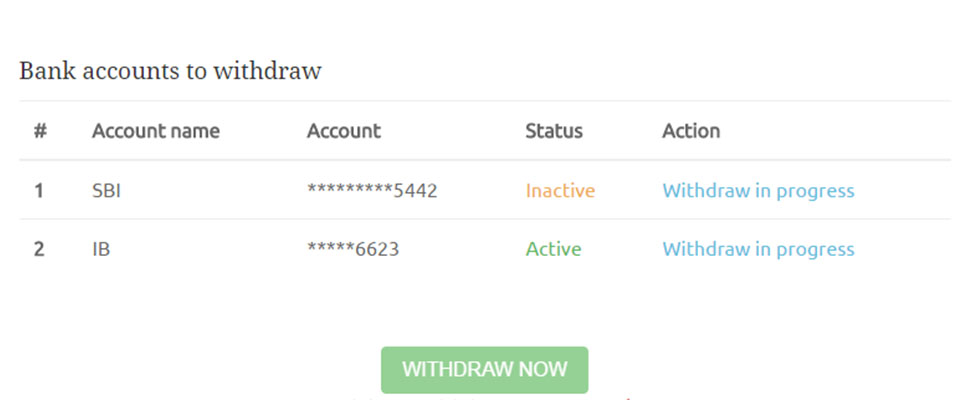 Bank accounts to withdraw
# Account name Account Status Action
1 SBI *********5442 Inactive Withdraw in progress
2 IB *****6623 Active Withdraw in progress
WITHDRAW NOW